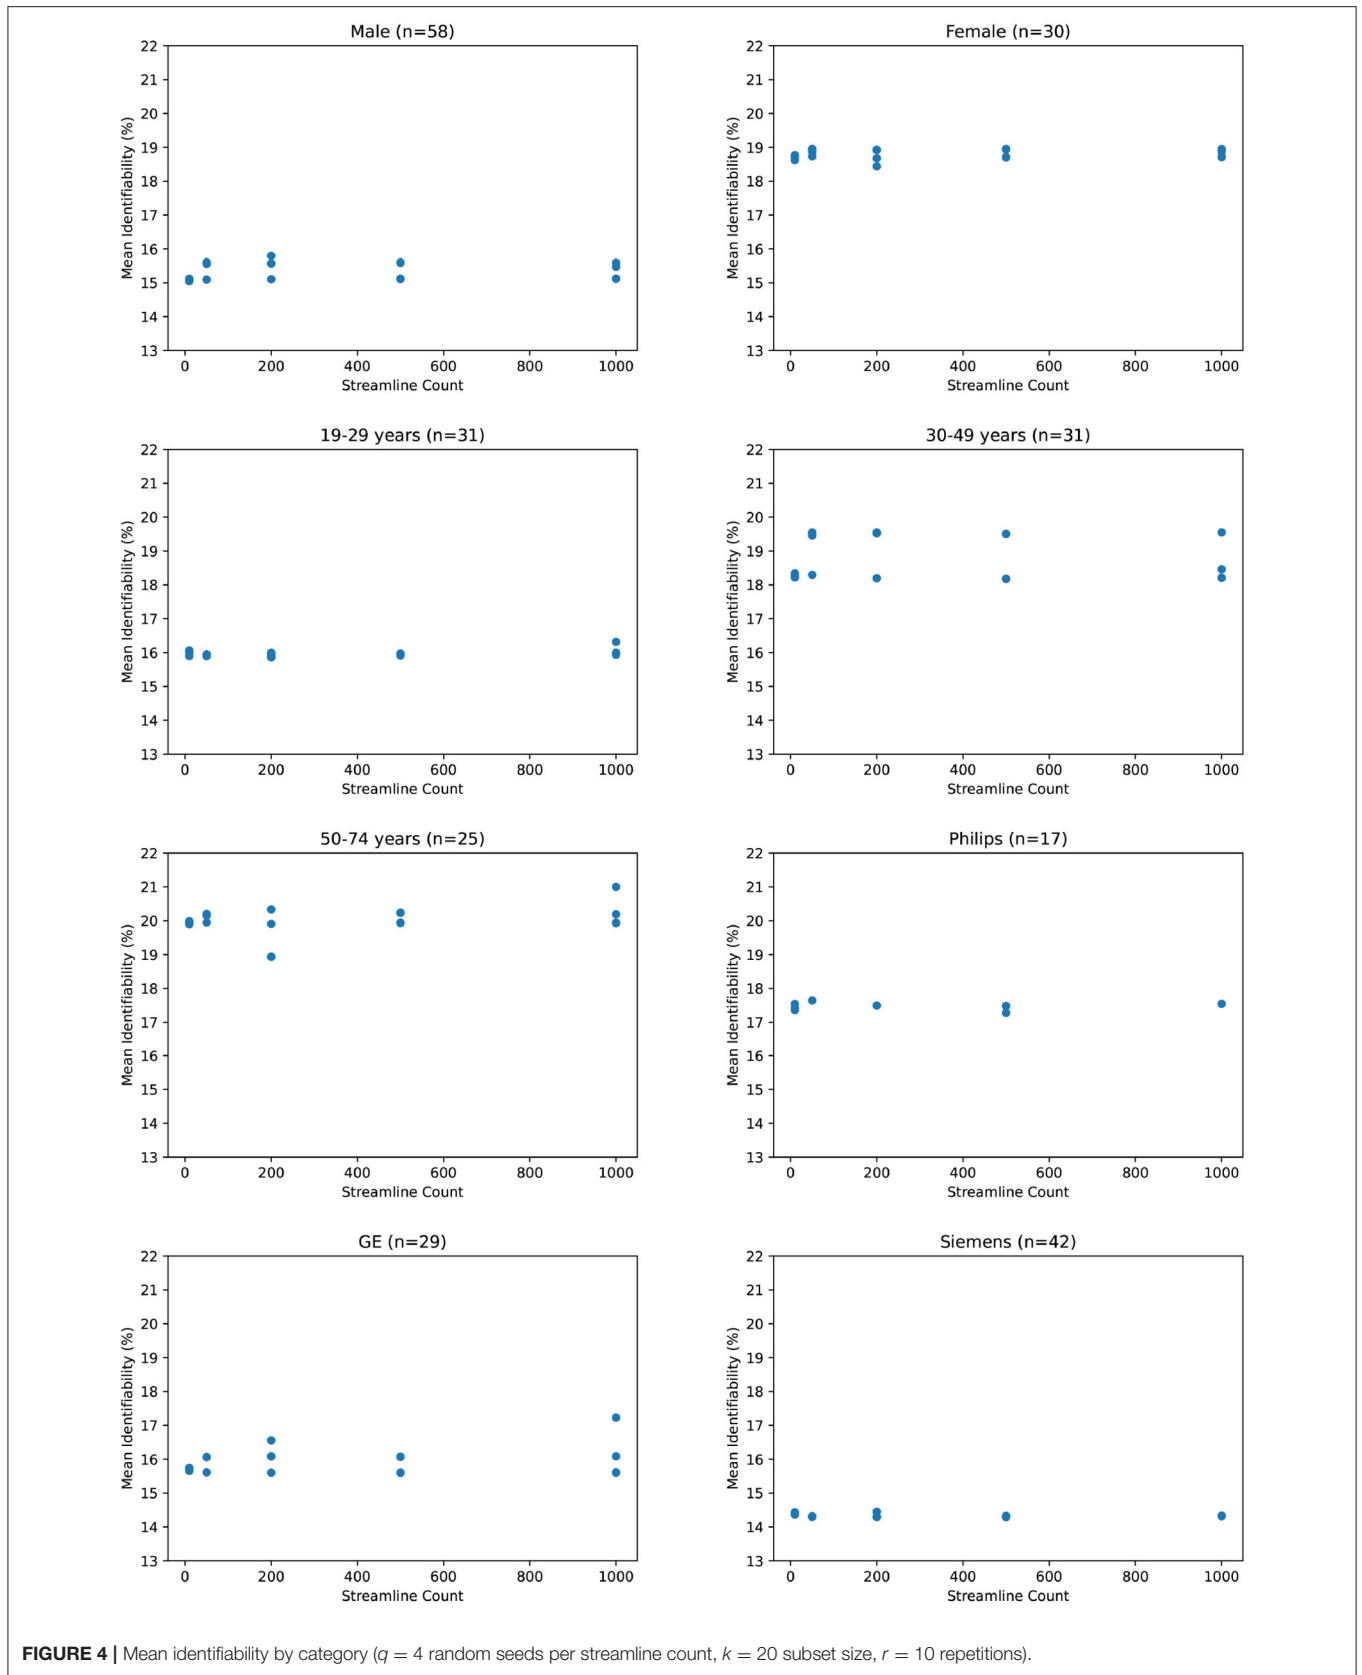 Male (n=58)
22
21
20
19
18
17
16
15
14
13
Mean Identifiability (%)
0 200 400 600 800 1000
Streamline Count
Female (n=30)
22
21
20
19
18
17
16
15
14
13
Mean Identifiability (%)
0 200 400 600 800 1000
Streamline Count
19-29 years (n=31)
22
21
20
19
18
17
16
15
14
13
Mean Identifiability (%)
0 200 400 600 800 1000
Streamline Count
30-49 years (n=31)
22
21
20
19
18
17
16
15
14
13
Mean Identifiability (%)
0 200 400 600 800 1000
Streamline Count
50-74 years (n=25)
22
21
20
19
18
17
16
15
14
13
Mean Identifiability (%)
0 200 400 600 800 1000
Streamline Count
Philips (n=17)
22
21
20
19
18
17
16
15
14
13
Mean Identifiability (%)
0 200 400 600 800 1000
Streamline Count
GE (n=29)
22
21
20
19
18
17
16
15
14
13
Mean Identifiability (%)
0 200 400 600 800 1000
Streamline Count
Siemens (n=42)
22
21
20
19
18
17
16
15
14
13
Mean Identifiability (%)
0 200 400 600 800 1000
Streamline Count
FIGURE 4 | Mean identifiability by category (q = 4 random seeds per streamline count, k = 20 subset size, r = 10 repetitions).